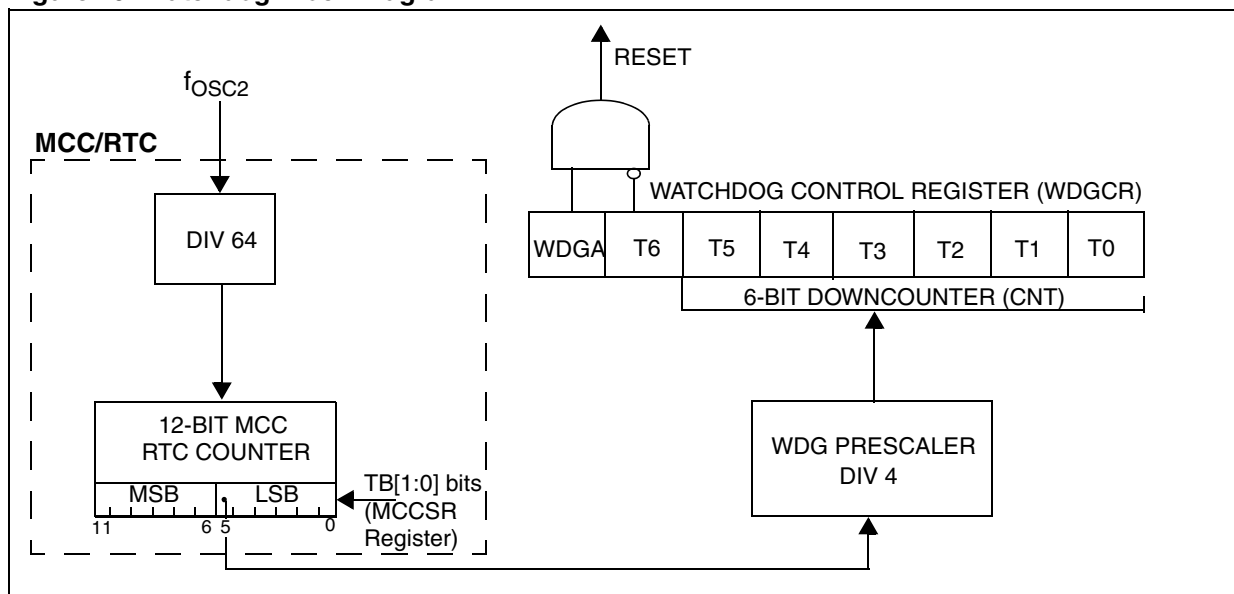 RESET
fOSC2
MCC/RTC
DIV 64
12-BIT MCC
RTC COUNTER
MSB LSB
11 6 5 0
TB[1:0] bits
(MCCSR
Register)
WATCHDOG CONTROL REGISTER (WDGCR)
WDGA T6 T5 T4 T3 T2 T1 T0
6-BIT DOWNCOUNTER (CNT)
WDG PRESCALER
DIV 4